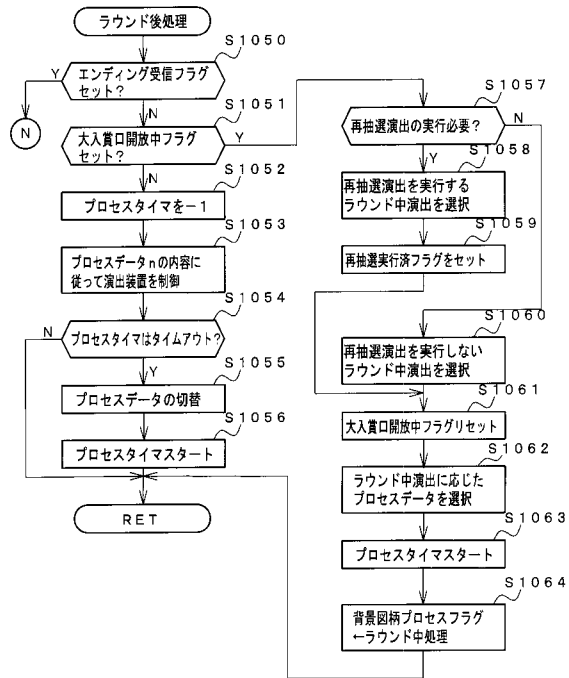 ラウンド後処理
S1050
エンディング受信フラグ
セット?
Y
N
N
S1051
大入賞口開放中フラグ
セット?
Y
N
S1052
プロセスタイマを−1
S1053
プロセスデータnの内容に
従って演出装置を制御
S1054
プロセスタイマはタイムアウト?
N
Y
S1055
プロセスデータの切替
S1056
プロセスタイマスタート
RET
S1057
再抽選演出の実行必要?
N
Y
S1058
再抽選演出を実行する
ラウンド中演出を選択
S1059
再抽選実行済フラグをセット
S1060
再抽選演出を実行しない
ラウンド中演出を選択
S1061
大入賞口開放中フラグリセット
S1062
ラウンド中演出に応じた
プロセスデータを選択
S1063
プロセスタイマスタート
S1064
背景図柄プロセスフラグ
←ラウンド中処理